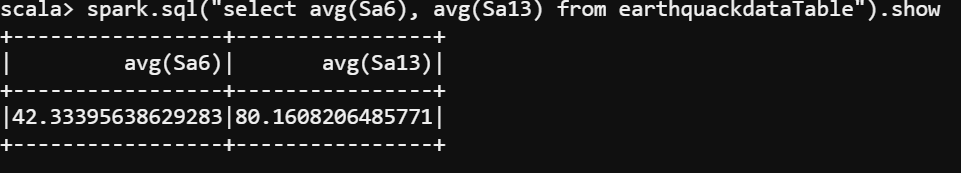 scala> spark.sql("select avg(Sa6), avg(Sa13) from earthquackdataTable").show
+-----------------+----------------+
|         avg(Sa6)|       avg(Sa13)|
+-----------------+----------------+
|42.33395638629283|80.1608206485771|
+-----------------+----------------+